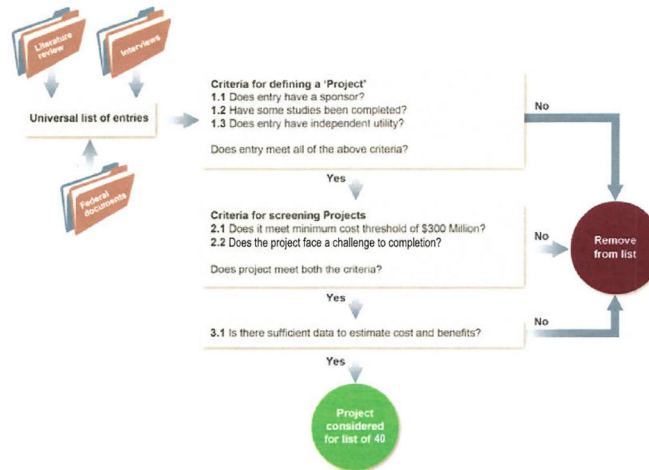 Literature
review
Interviews
Universal list of entries
Federal
documents
Criteria for defining a 'Project'
1.1 Does entry have a sponsor?
1.2 Have some studies been completed?
1.3 Does entry have independent utility?
Does entry meet all of the above criteria?
No
Yes
Criteria for screening Projects
2.1 Does it meet minimum cost threshold of $300 Million?
2.2 Does the project face a challenge to completion?
Does project meet both the criteria?
No
Remove
from list
Yes
3.1 Is there sufficient data to estimate cost and benefits?
No
Yes
Project
considered
for list of 40